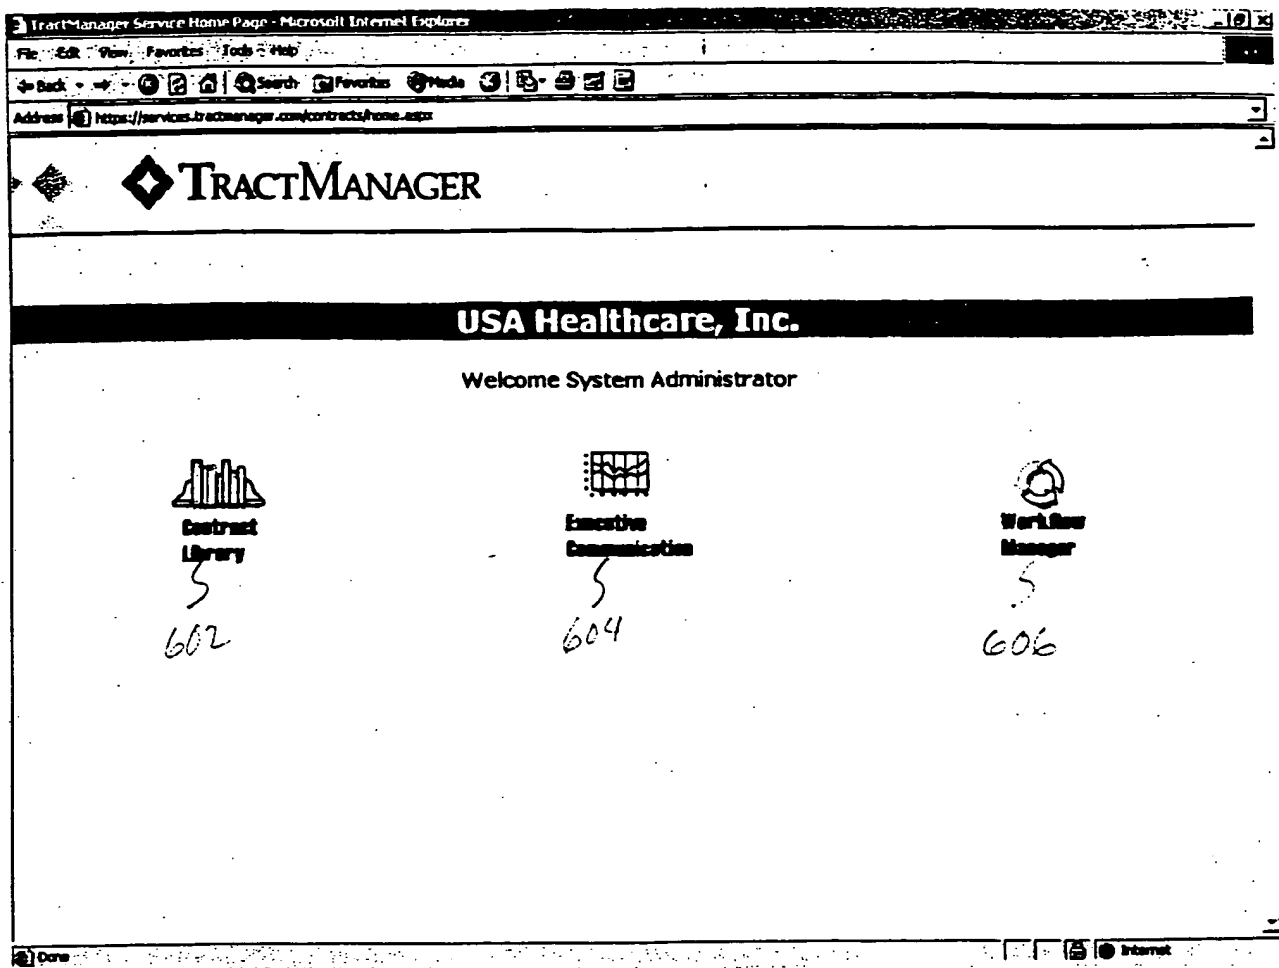 TractManager Service Home Page - Microsoft Internet Explorer
File Edit View Favorites Tools Help
Back Search Favorites Media
Address https://services.tractmanager.com/contracts/home.aspx
TRACTMANAGER
USA Healthcare, Inc.
Welcome System Administrator
Contract Library
Executive Communication
Workflow Manager
602
604
606
Done Internet